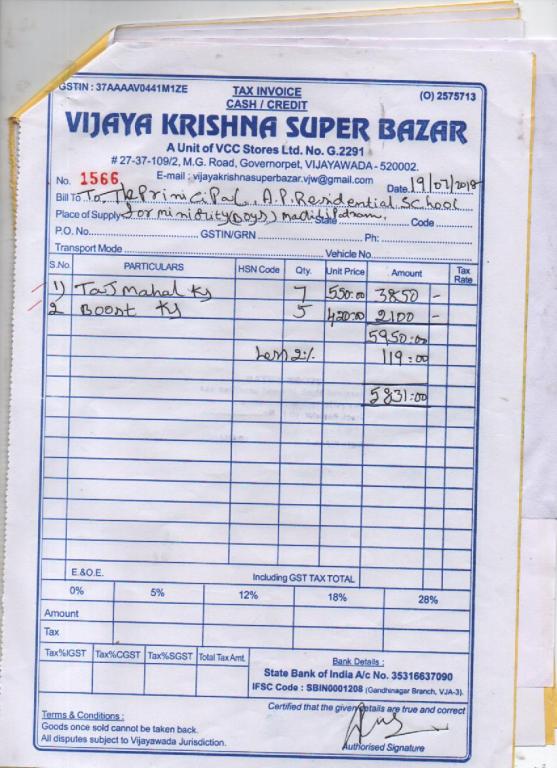 GSTIN : 37AAAAV0441M1ZE
TAX INVOICE
CASH / CREDIT
(O) 2575713
VIJAYA KRISHNA SUPER BAZAR
A Unit of VCC Stores Ltd. No. G.2291
# 27-37-109/2, M.G. Road, Governorpet, VIJAYAWADA - 520002.
No. 1566 E-mail : vijayakrishnasuperbazar.vjw@gmail.com Date 19/07/2018
Bill To To, The Principal, A.P. Residential School
Place of Supply for minority (Boys) State Code
P.O. No. GSTIN/GRN Ph:
Transport Mode Vehicle No.
S.No. PARTICULARS HSN Code Qty. Unit Price Amount Tax Rate
1) Taj Mahal Kg 7 550:00 3850 -
2 Boost Kg 5 420:00 2100 -
5950:00
Less 2% 119:00
5831:00
E.&O.E. Including GST TAX TOTAL
0% 5% 12% 18% 28%
Amount
Tax
Tax%IGST Tax%CGST Tax%SGST Total Tax Amt.
Bank Details :
State Bank of India A/c No. 35316637090
IFSC Code : SBIN0001208 (Gandhinagar Branch, VJA-3).
Certified that the given details are true and correct
Terms & Conditions :
Goods once sold cannot be taken back.
All disputes subject to Vijayawada Jurisdiction.
Authorised Signature